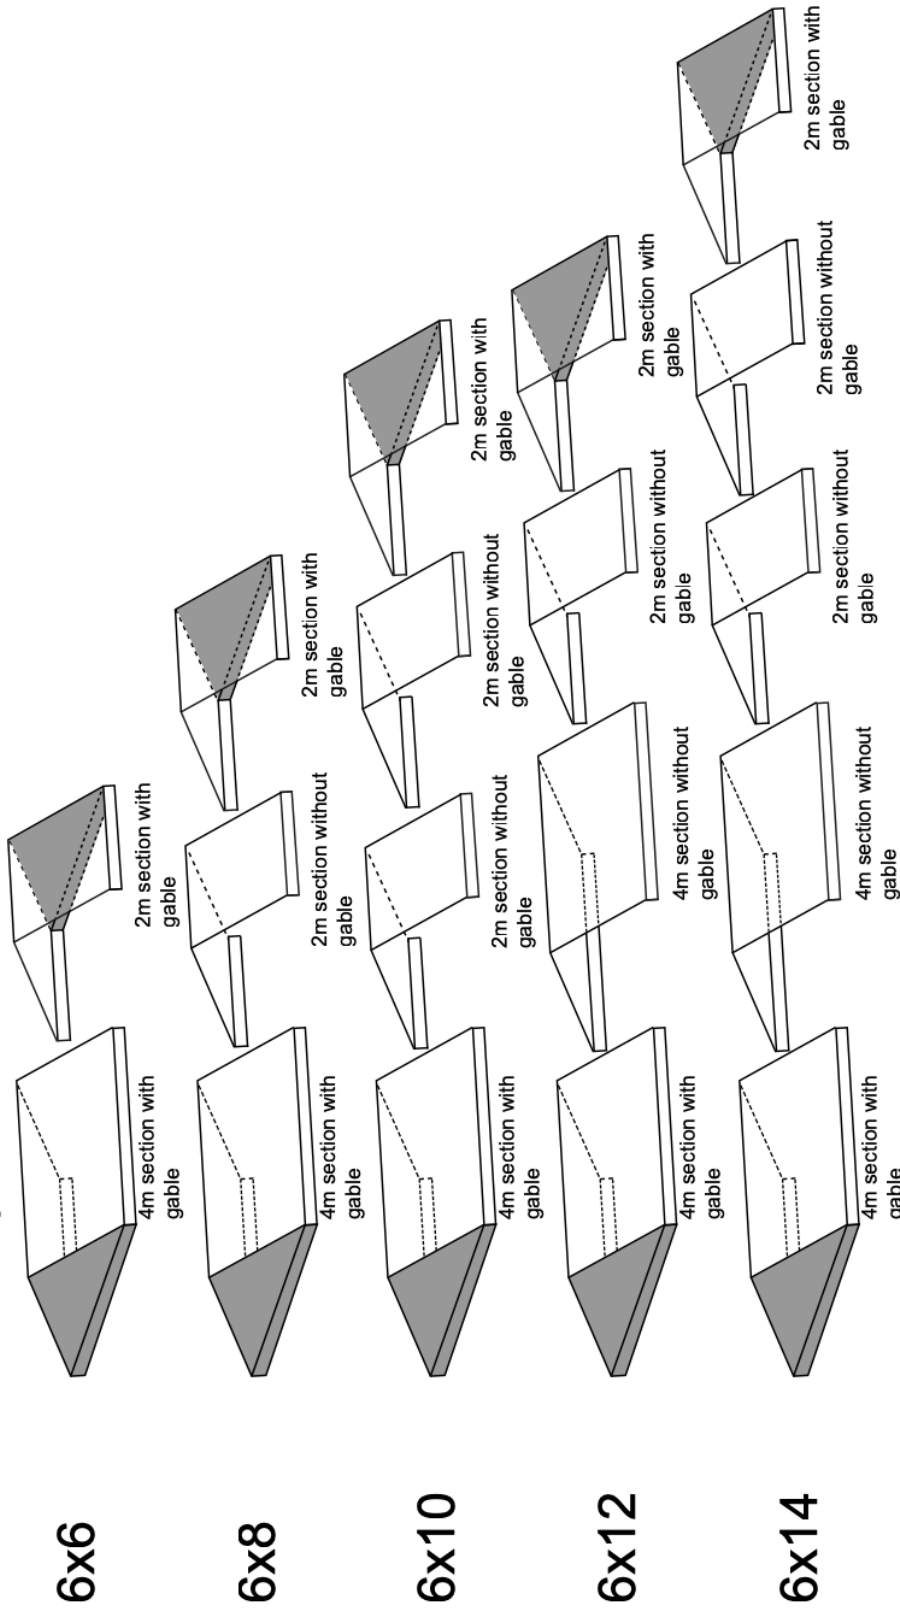 6x6
4m section with
gable
2m section with
gable
6x8
4m section with
gable
2m section without
gable
2m section with
gable
6x10
4m section with
gable
2m section without
gable
2m section without
gable
2m section with
gable
6x12
4m section with
gable
4m section without
gable
2m section without
gable
2m section with
gable
6x14
4m section with
gable
4m section without
gable
2m section without
gable
2m section without
gable
2m section with
gable